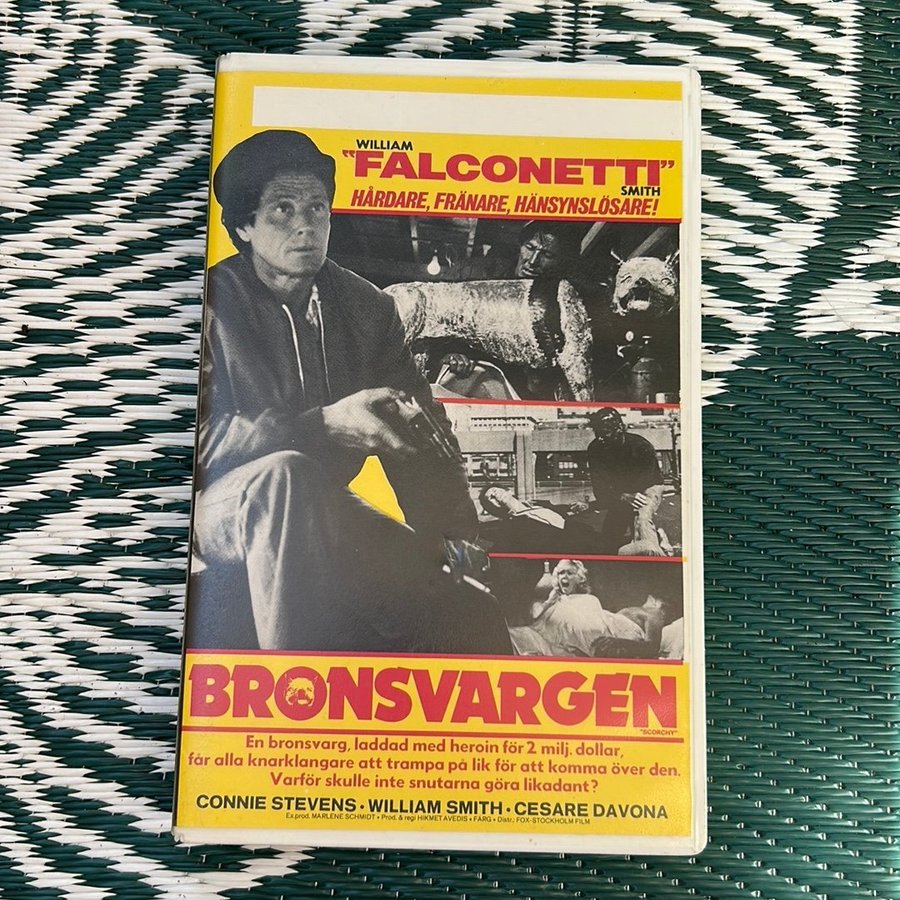 WILLIAM
"FALCONETTI"
SMITH
HÅRDARE, FRÄNARE, HÄNSYNSLÖSARE!
BRONSVARGEN
"SCORCHY"
En bronsvarg, laddad med heroin för 2 milj. dollar,
får alla knarklangare att trampa på lik för att komma över den.
Varför skulle inte snutarna göra likadant?
CONNIE STEVENS • WILLIAM SMITH • CESARE DAVONA
Ex.prod. MARLENE SCHMIDT • Prod. & regi HIKMET AVEDIS • FÄRG • Distr.: FOX-STOCKHOLM FILM